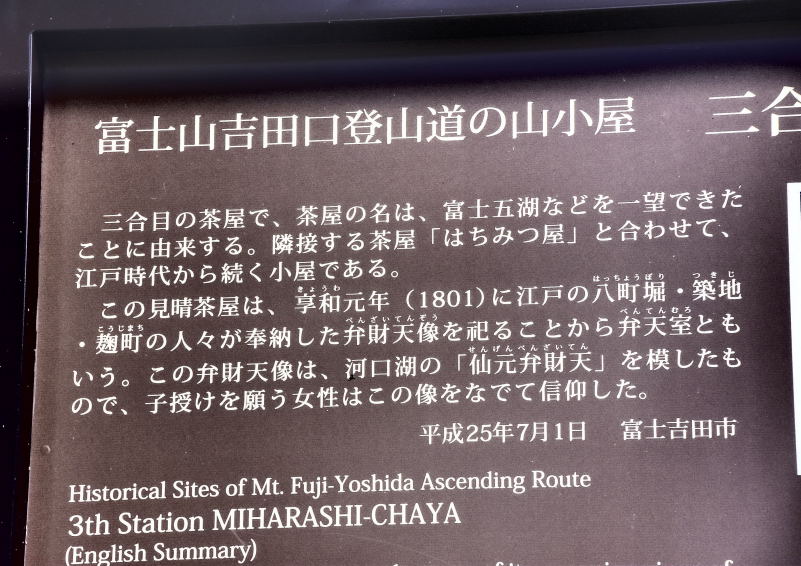 富士山吉田口登山道の山小屋　三合
三合目の茶屋で、茶屋の名は、富士五湖などを一望できた
ことに由来する。隣接する茶屋「はちみつ屋」と合わせて、
江戸時代から続く小屋である。
この見晴茶屋は、享和元年（1801）に江戸の八町堀・築地
・麹町の人々が奉納した弁財天像を祀ることから弁天室とも
いう。この弁財天像は、河口湖の「仙元弁財天」を模したも
ので、子授けを願う女性はこの像をなでて信仰した。
平成25年7月1日　富士吉田市
Historical Sites of Mt. Fuji-Yoshida Ascending Route
3th Station MIHARASHI-CHAYA
(English Summary)